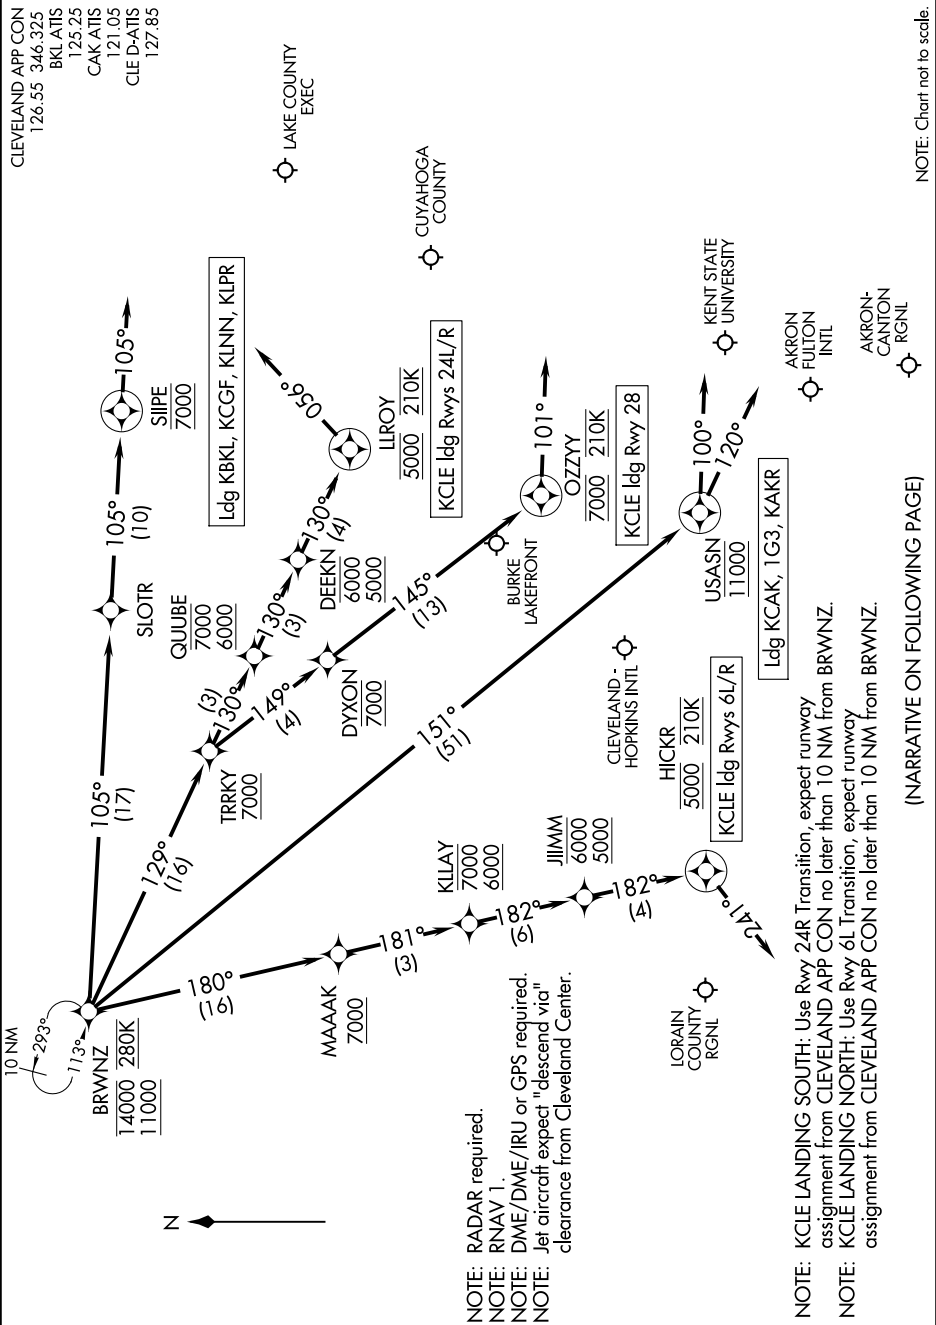 CLEVELAND APP CON
126.55 346.325
BKL ATIS
125.25
CAK ATIS
121.05
CLE D-ATIS
127.85
10 NM
293°
113°
BRWNZ
14000 280K
11000
N
105°
(17)
SLOTR
105°
(10)
SIIPE
7000
105°
Ldg KBKL, KCGF, KLNN, KLPR
129°
(16)
TRRKY
7000
130°
(3)
QUUBE
7000
6000
130°
(3)
DEEKN
6000
5000
130°
(4)
LLROY
5000 210K
KCLE ldg Rwys 24L/R
056°
149°
(4)
DYXON
7000
145°
(13)
OZZYY
7000 210K
KCLE ldg Rwy 28
101°
151°
(51)
USASN
11000
Ldg KCAK, 1G3, KAKR
100°
120°
180°
(16)
MAAAK
7000
181°
(3)
KLLAY
7000
6000
182°
(6)
JIIMM
6000
5000
182°
(4)
HICKR
5000 210K
KCLE ldg Rwys 6L/R
241°
LAKE COUNTY
EXEC
CUYAHOGA
COUNTY
BURKE
LAKEFRONT
CLEVELAND -
HOPKINS INTL
LORAIN
COUNTY
RGNL
KENT STATE
UNIVERSITY
AKRON
FULTON
INTL
AKRON-
CANTON
RGNL
NOTE: RADAR required.
NOTE: RNAV 1.
NOTE: DME/DME/IRU or GPS required.
NOTE: Jet aircraft expect "descend via"
clearance from Cleveland Center.
NOTE: KCLE LANDING SOUTH: Use Rwy 24R Transition, expect runway
assignment from CLEVELAND APP CON no later than 10 NM from BRWNZ.
NOTE: KCLE LANDING NORTH: Use Rwy 6L Transition, expect runway
assignment from CLEVELAND APP CON no later than 10 NM from BRWNZ.
(NARRATIVE ON FOLLOWING PAGE)
NOTE: Chart not to scale.